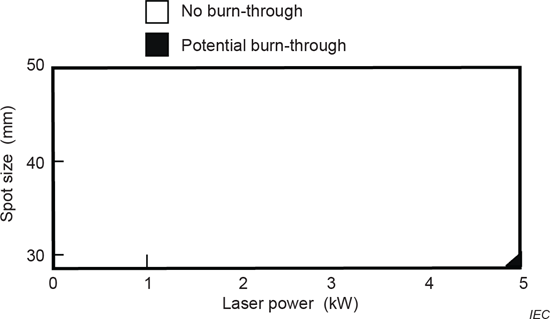 No burn-through
Potential burn-through
50
40
30
Spot size (mm)
0 1 2 3 4 5
Laser power (kW)
IEC